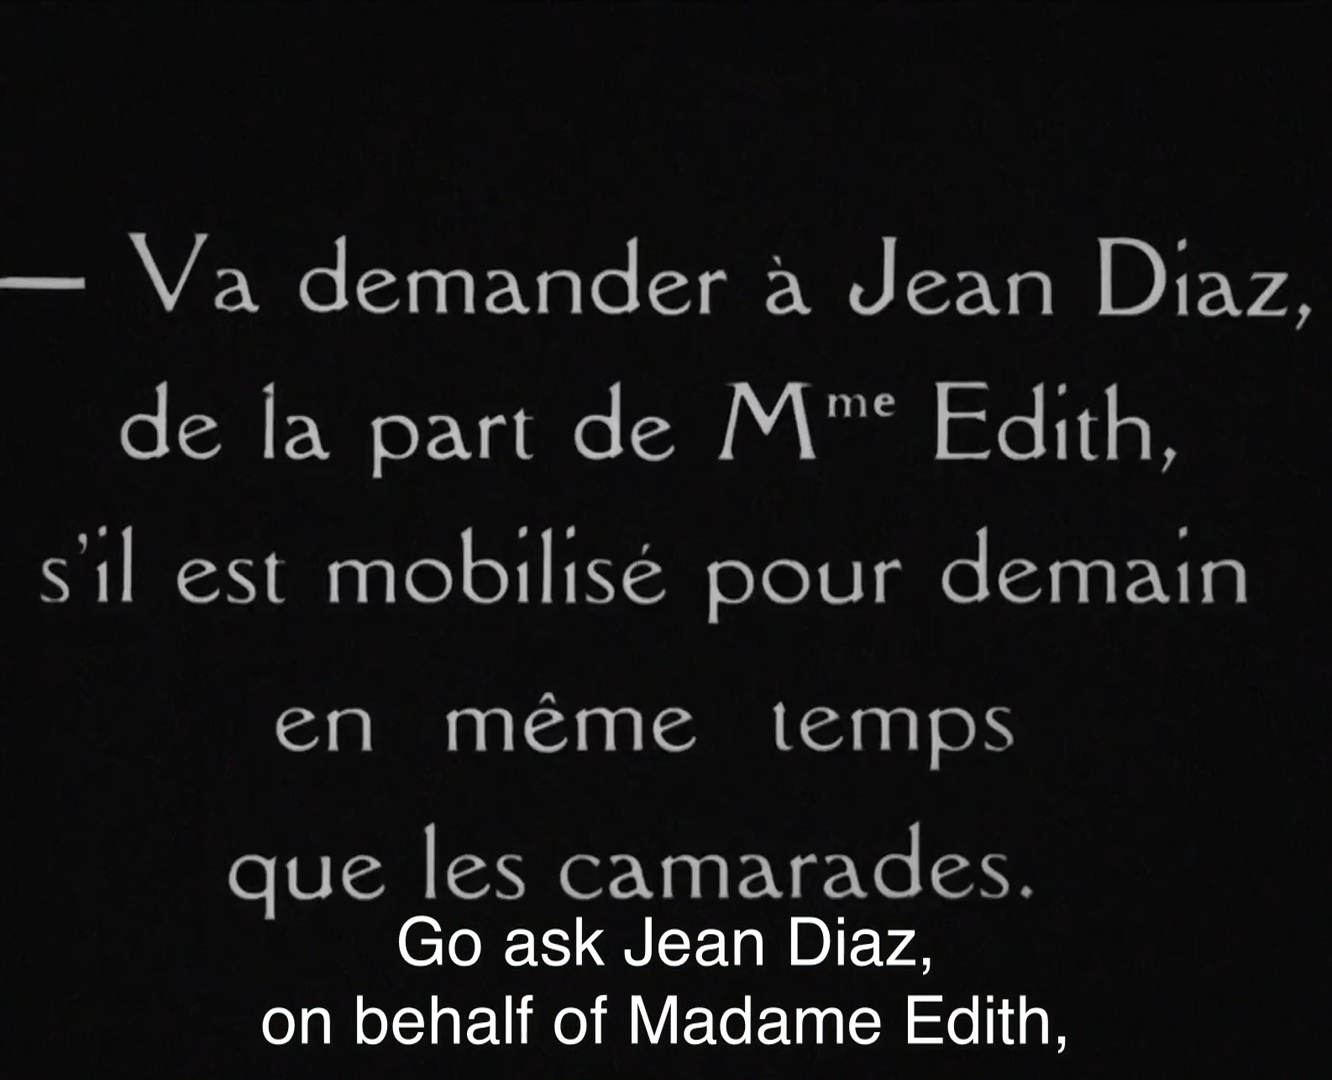 — Va demander à Jean Diaz,
de la part de Mme Edith,
s'il est mobilisé pour demain
en même temps
que les camarades.
Go ask Jean Diaz,
on behalf of Madame Edith,